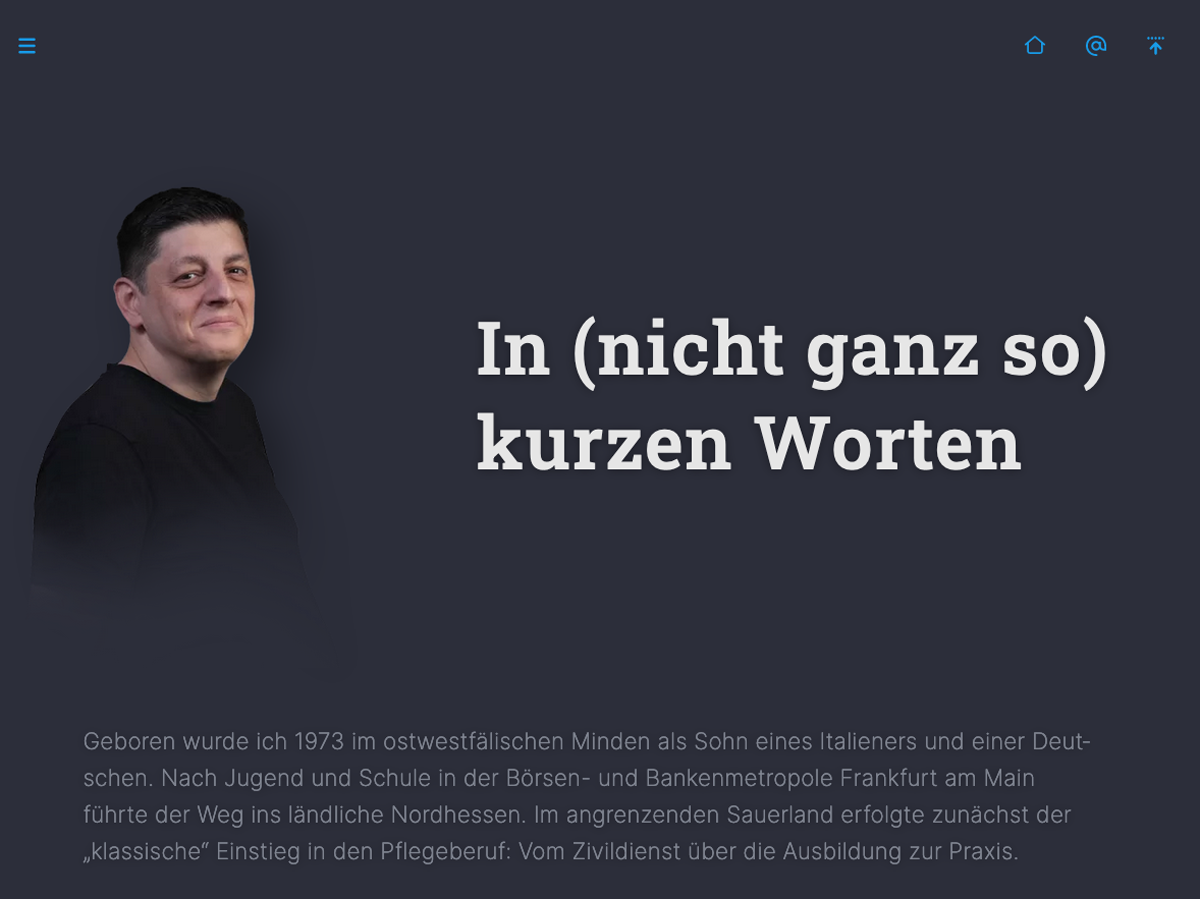 In (nicht ganz so)
kurzen Worten
Geboren wurde ich 1973 im ostwestfälischen Minden als Sohn eines Italieners und einer Deut-
schen. Nach Jugend und Schule in der Börsen- und Bankenmetropole Frankfurt am Main
führte der Weg ins ländliche Nordhessen. Im angrenzenden Sauerland erfolgte zunächst der
„klassische“ Einstieg in den Pflegeberuf: Vom Zivildienst über die Ausbildung zur Praxis.